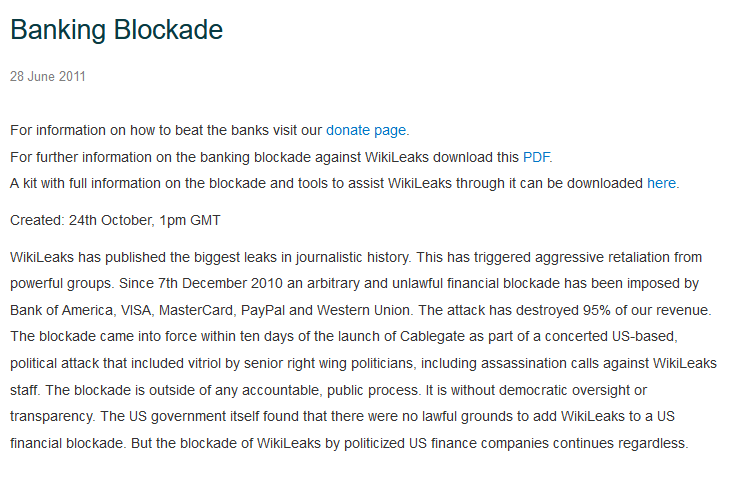 Banking Blockade
28 June 2011
For information on how to beat the banks visit our donate page.
For further information on the banking blockade against WikiLeaks download this PDF.
A kit with full information on the blockade and tools to assist WikiLeaks through it can be downloaded here.
Created: 24th October, 1pm GMT
WikiLeaks has published the biggest leaks in journalistic history. This has triggered aggressive retaliation from
powerful groups. Since 7th December 2010 an arbitrary and unlawful financial blockade has been imposed by
Bank of America, VISA, MasterCard, PayPal and Western Union. The attack has destroyed 95% of our revenue.
The blockade came into force within ten days of the launch of Cablegate as part of a concerted US-based,
political attack that included vitriol by senior right wing politicians, including assassination calls against WikiLeaks
staff. The blockade is outside of any accountable, public process. It is without democratic oversight or
transparency. The US government itself found that there were no lawful grounds to add WikiLeaks to a US
financial blockade. But the blockade of WikiLeaks by politicized US finance companies continues regardless.